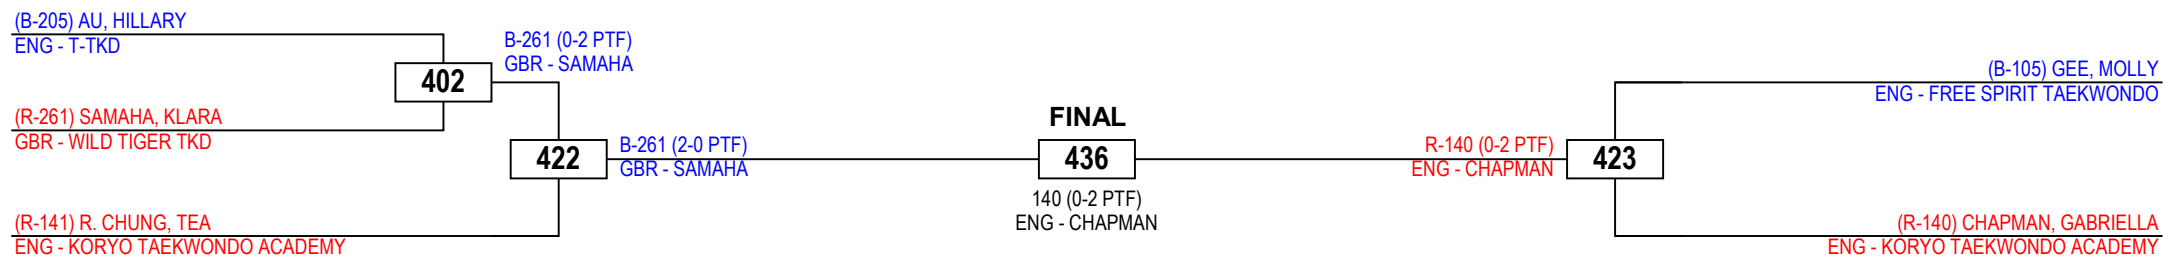 (B-205) AU, HILLARY
ENG - T-TKD
B-261 (0-2 PTF)
GBR - SAMAHA
402
(R-261) SAMAHA, KLARA
GBR - WILD TIGER TKD
422
B-261 (2-0 PTF)
GBR - SAMAHA
(R-141) R. CHUNG, TEA
ENG - KORYO TAEKWONDO ACADEMY
FINAL
436
140 (0-2 PTF)
ENG - CHAPMAN
(B-105) GEE, MOLLY
ENG - FREE SPIRIT TAEKWONDO
R-140 (0-2 PTF)
ENG - CHAPMAN
423
(R-140) CHAPMAN, GABRIELLA
ENG - KORYO TAEKWONDO ACADEMY